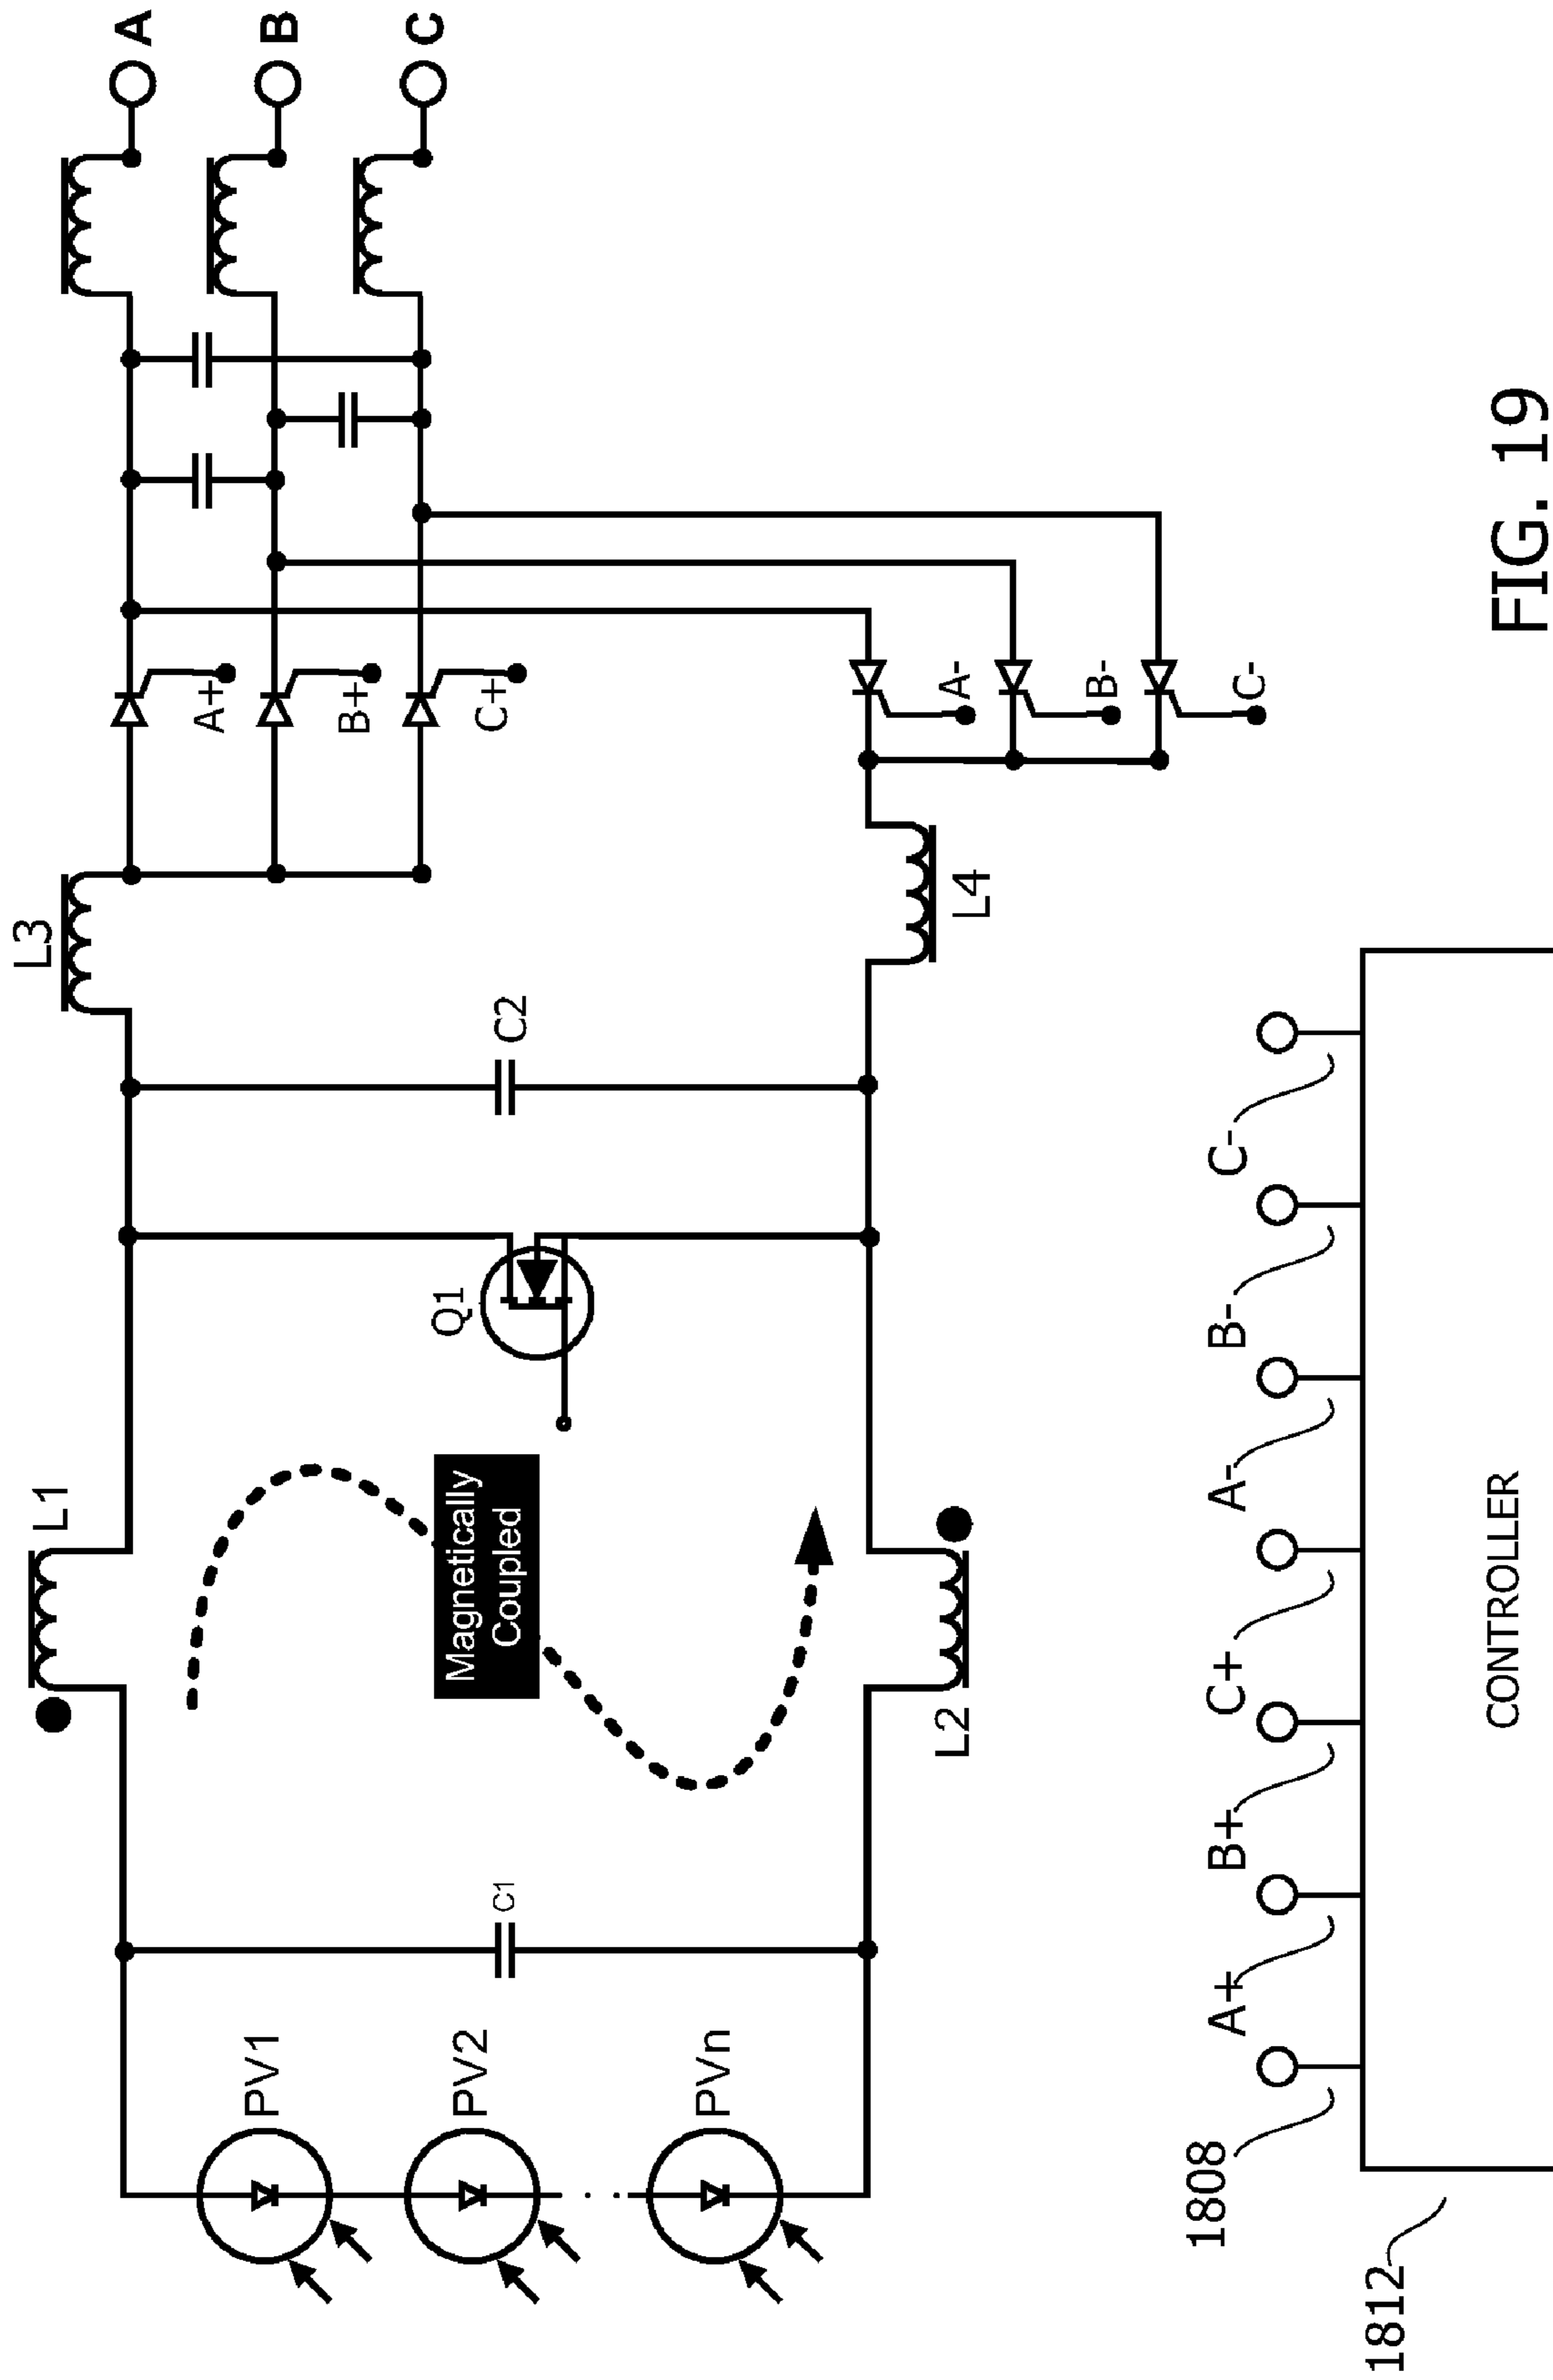 L1
L3
A
B
C
PV1
PV2
PVn
C1
Magnetically
Coupled
Q1
C2
A+
B+
C+
L2
L4
A-
B-
C-
1808
A+
B+
C+
A-
B-
C-
1812
CONTROLLER
FIG. 19